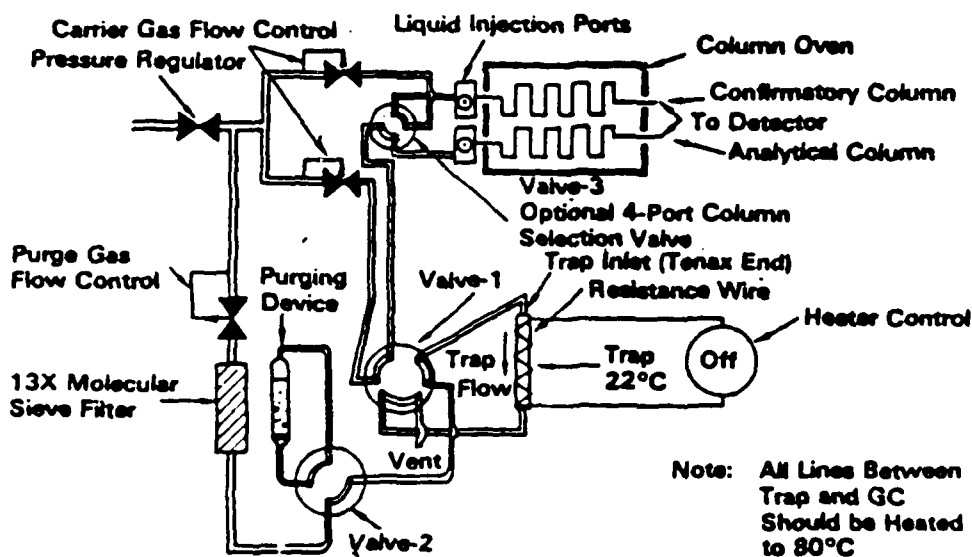 Carrier Gas Flow Control
Pressure Regulator
Liquid Injection Ports
Column Oven
Confirmatory Column
To Detector
Analytical Column
Valve-3
Optional 4-Port Column
Selection Valve
Purge Gas
Flow Control
Purging
Device
Valve-1
Trap Inlet (Tenax End)
Resistance Wire
Heater Control
13X Molecular
Sieve Filter
Trap
Flow
Trap
22°C
Off
Vent
Valve-2
Note: All Lines Between
Trap and GC
Should be Heated
to 80°C